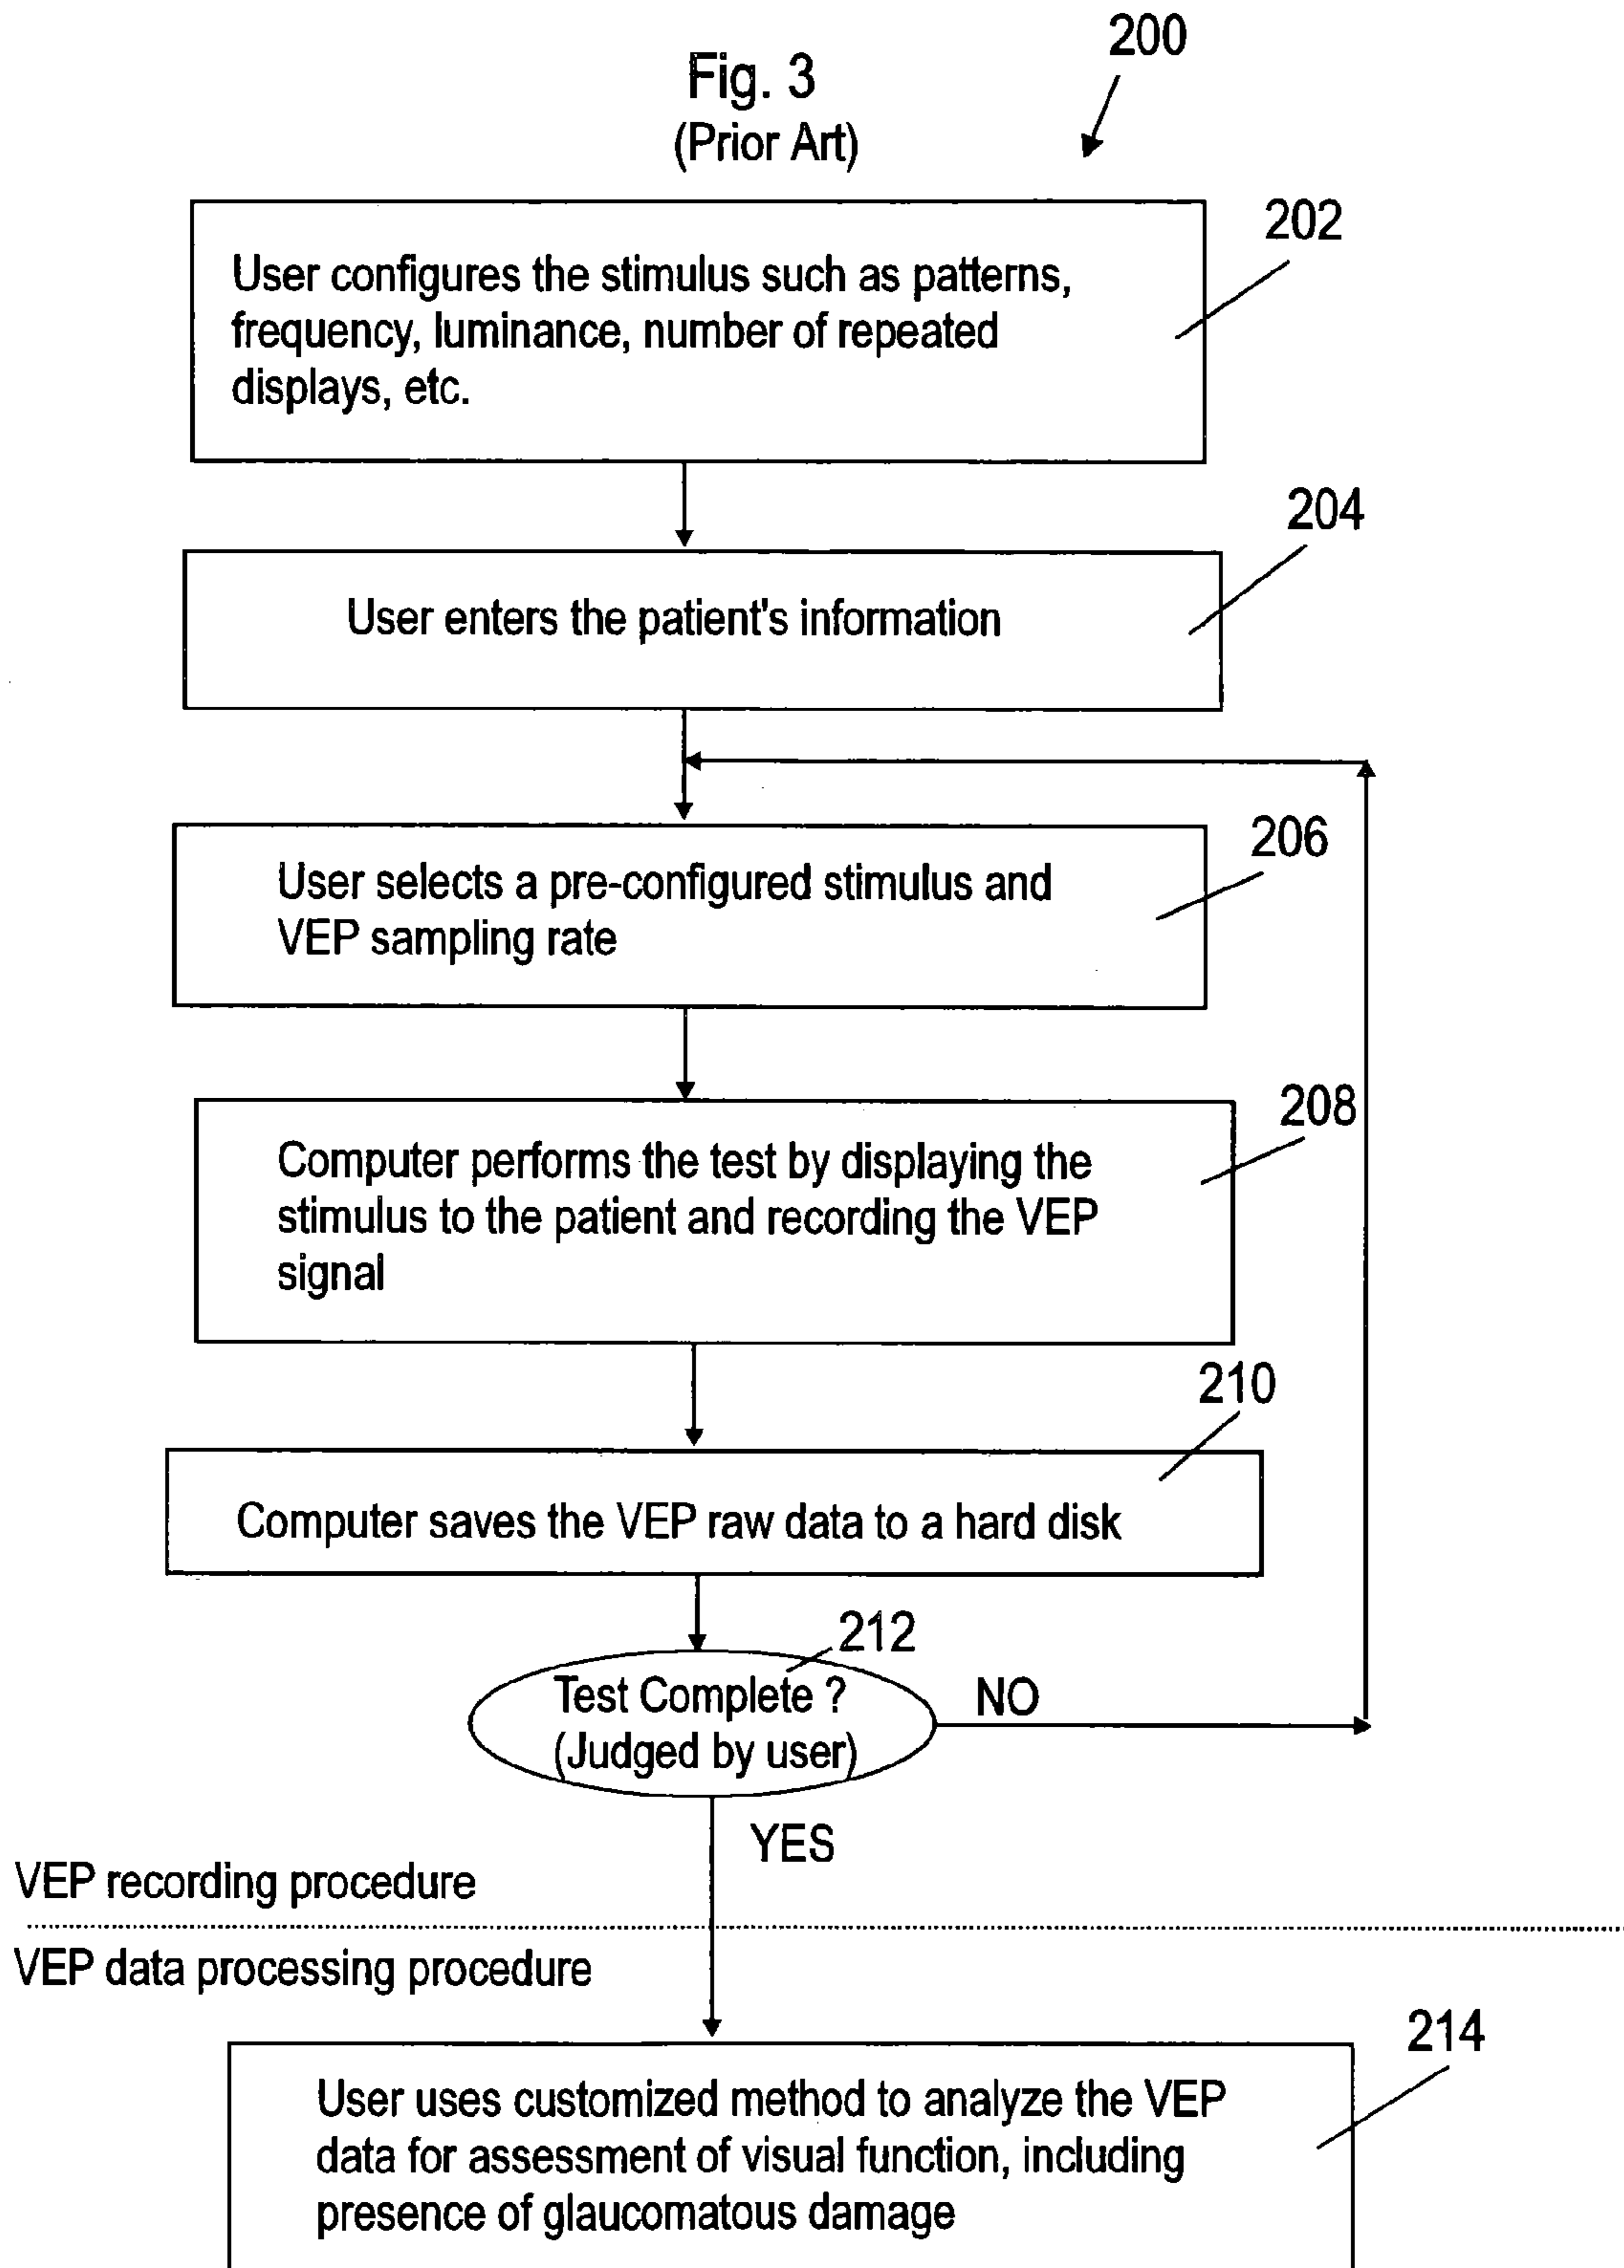 200
Fig. 3
(Prior Art)
202
User configures the stimulus such as patterns,
frequency, luminance, number of repeated
displays, etc.
204
User enters the patient's information
206
User selects a pre-configured stimulus and
VEP sampling rate
208
Computer performs the test by displaying the
stimulus to the patient and recording the VEP
signal
210
Computer saves the VEP raw data to a hard disk
212
Test Complete ?
(Judged by user)
NO
YES
VEP recording procedure
VEP data processing procedure
214
User uses customized method to analyze the VEP
data for assessment of visual function, including
presence of glaucomatous damage